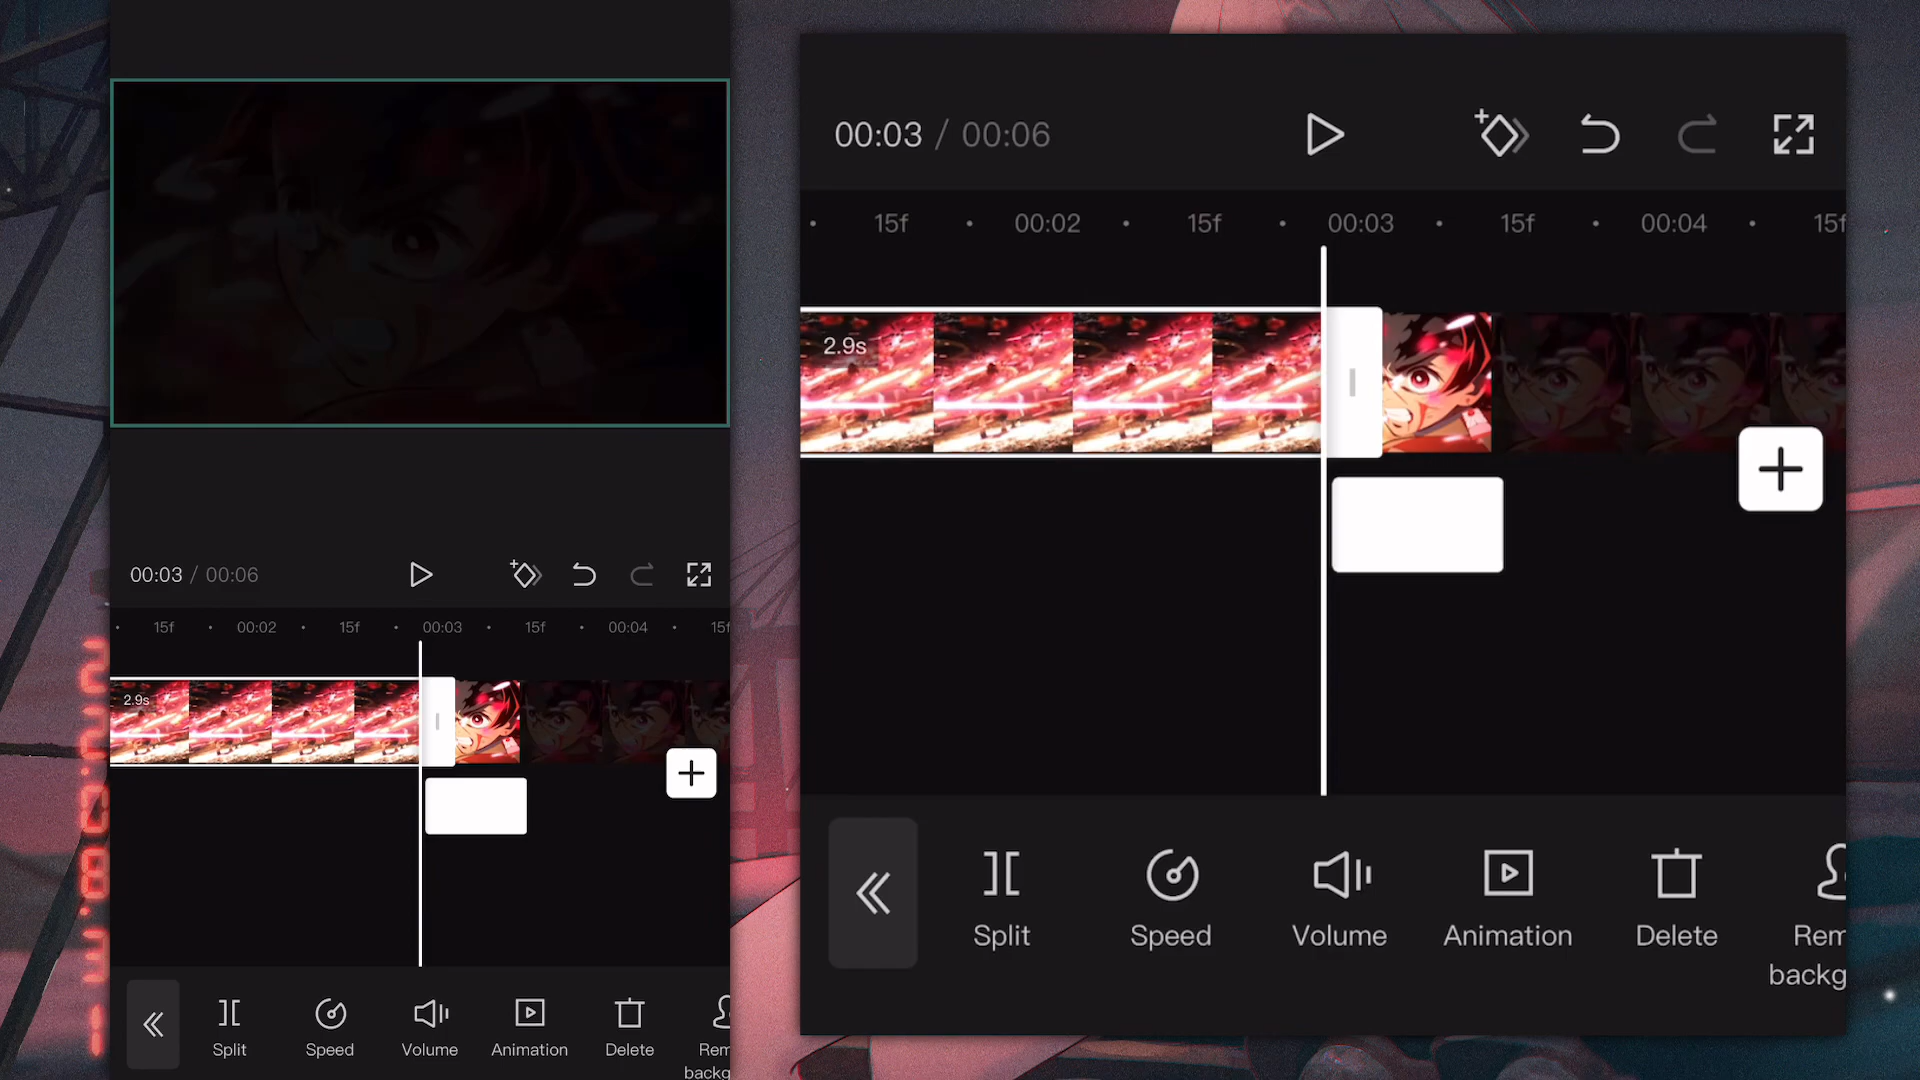 00:03 / 00:06
15f 00:02 15f 00:03 15f 00:04 15f
2.9s
Split Speed Volume Animation Delete Rem
backg
00:03 / 00:06
15f 00:02 15f 00:03 15f 00:04 15f
2.9s
Split Speed Volume Animation Delete Rem
backg